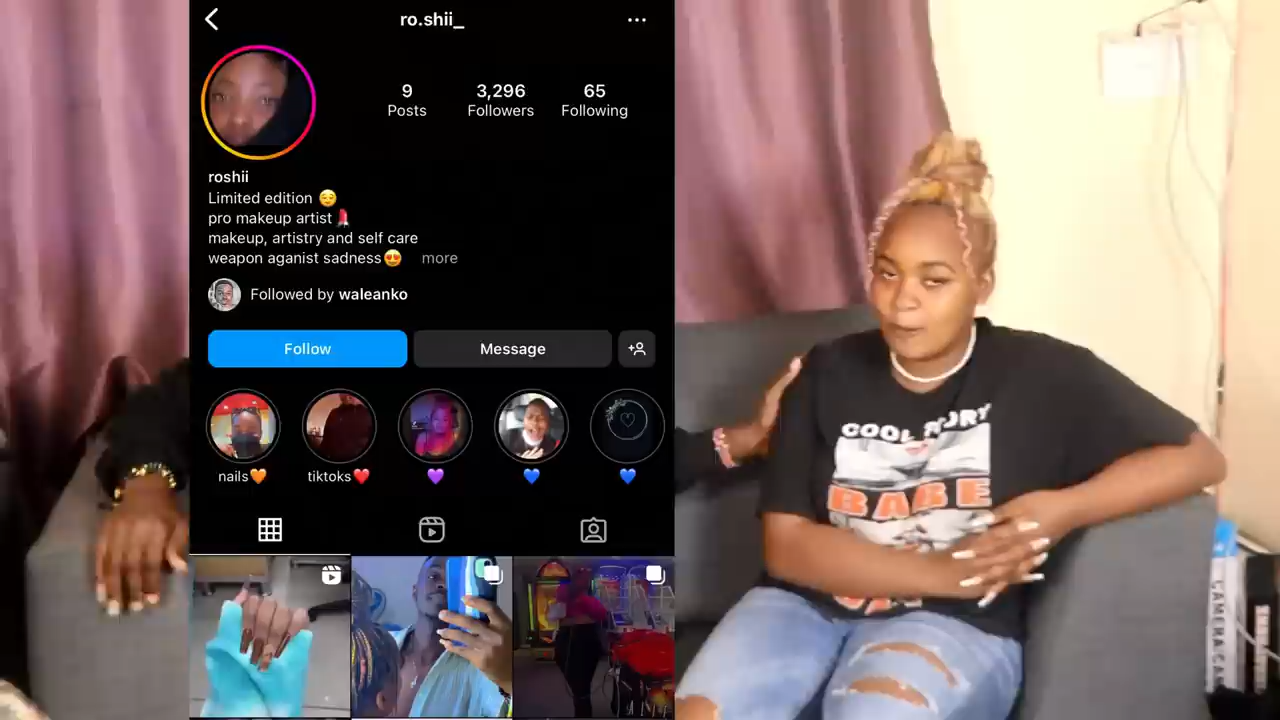 ro.shii_
9
3,296
65
Posts
Followers
Following
roshii
Limited edition 😌
pro makeup artist💄
makeup, artistry and self care
weapon aganist sadness😍 more
Followed by waleanko
Follow
Message
nails🧡
tiktoks❤️
💜
💙
💙
COOL STORY
BABE